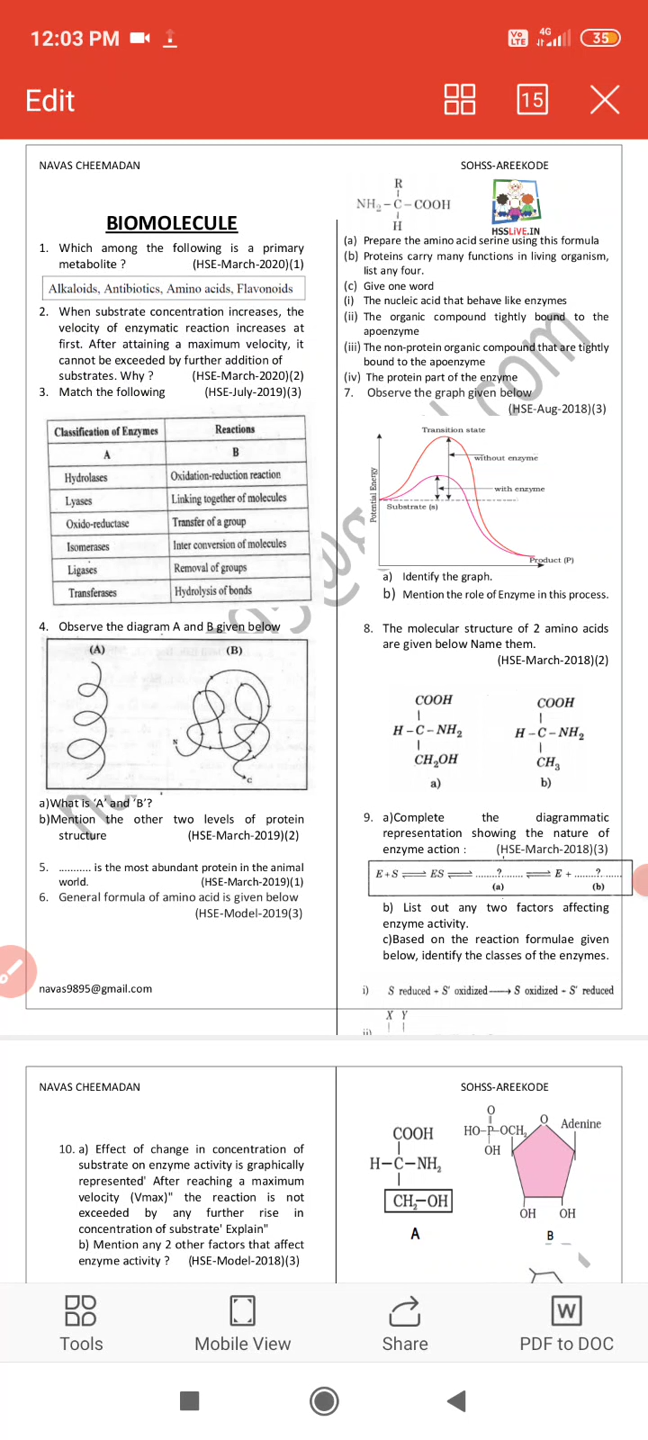 12:03 PM
Vo LTE 4G 35
Edit
15
NAVAS CHEEMADAN
SOHSS-AREEKODE
BIOMOLECULE
1. Which among the following is a primary
metabolite ? (HSE-March-2020)(1)
Alkaloids, Antibiotics, Amino acids, Flavonoids
2. When substrate concentration increases, the
velocity of enzymatic reaction increases at
first. After attaining a maximum velocity, it
cannot be exceeded by further addition of
substrates. Why ? (HSE-March-2020)(2)
3. Match the following (HSE-July-2019)(3)
Classification of Enzymes Reactions
A B
Hydrolases Oxidation-reduction reaction
Lyases Linking together of molecules
Oxido-reductase Transfer of a group
Isomerases Inter conversion of molecules
Ligases Removal of groups
Transferases Hydrolysis of bonds
4. Observe the diagram A and B given below
(A) (B)
N
C
a)What is 'A' and 'B'?
b)Mention the other two levels of protein
structure (HSE-March-2019)(2)
5. .......... is the most abundant protein in the animal
world. (HSE-March-2019)(1)
6. General formula of amino acid is given below
(HSE-Model-2019(3)
navas9895@gmail.com
R
NH2-C-COOH
H
HSSLiVE.IN
(a) Prepare the amino acid serine using this formula
(b) Proteins carry many functions in living organism,
list any four.
(c) Give one word
(i) The nucleic acid that behave like enzymes
(ii) The organic compound tightly bound to the
apoenzyme
(iii) The non-protein organic compound that are tightly
bound to the apoenzyme
(iv) The protein part of the enzyme
7. Observe the graph given below
(HSE-Aug-2018)(3)
Transition state
without enzyme
with enzyme
Potential Energy
Substrate (s)
Product (P)
a) Identify the graph.
b) Mention the role of Enzyme in this process.
8. The molecular structure of 2 amino acids
are given below Name them.
(HSE-March-2018)(2)
COOH COOH
H-C-NH2 H-C-NH2
CH2OH CH3
a) b)
9. a)Complete the diagrammatic
representation showing the nature of
enzyme action : (HSE-March-2018)(3)
E+S ⇌ ES ⇌ ........?....... ⇌ E + ........?.......
(a) (b)
b) List out any two factors affecting
enzyme activity.
c)Based on the reaction formulae given
below, identify the classes of the enzymes.
i) S reduced + S' oxidized ⟶ S oxidized + S' reduced
X Y
NAVAS CHEEMADAN
SOHSS-AREEKODE
10. a) Effect of change in concentration of
substrate on enzyme activity is graphically
represented' After reaching a maximum
velocity (Vmax)" the reaction is not
exceeded by any further rise in
concentration of substrate' Explain"
b) Mention any 2 other factors that affect
enzyme activity ? (HSE-Model-2018)(3)
COOH
H-C-NH2
CH2-OH
A
O
HO-P-OCH2 O Adenine
OH
OH OH
B
Tools
Mobile View
Share
W
PDF to DOC